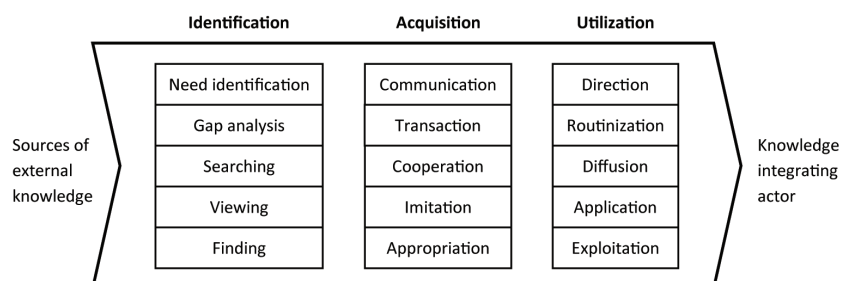 Identification
Acquisition
Utilization
Sources of
external
knowledge
Need identification
Gap analysis
Searching
Viewing
Finding
Communication
Transaction
Cooperation
Imitation
Appropriation
Direction
Routinization
Diffusion
Application
Exploitation
Knowledge
integrating
actor